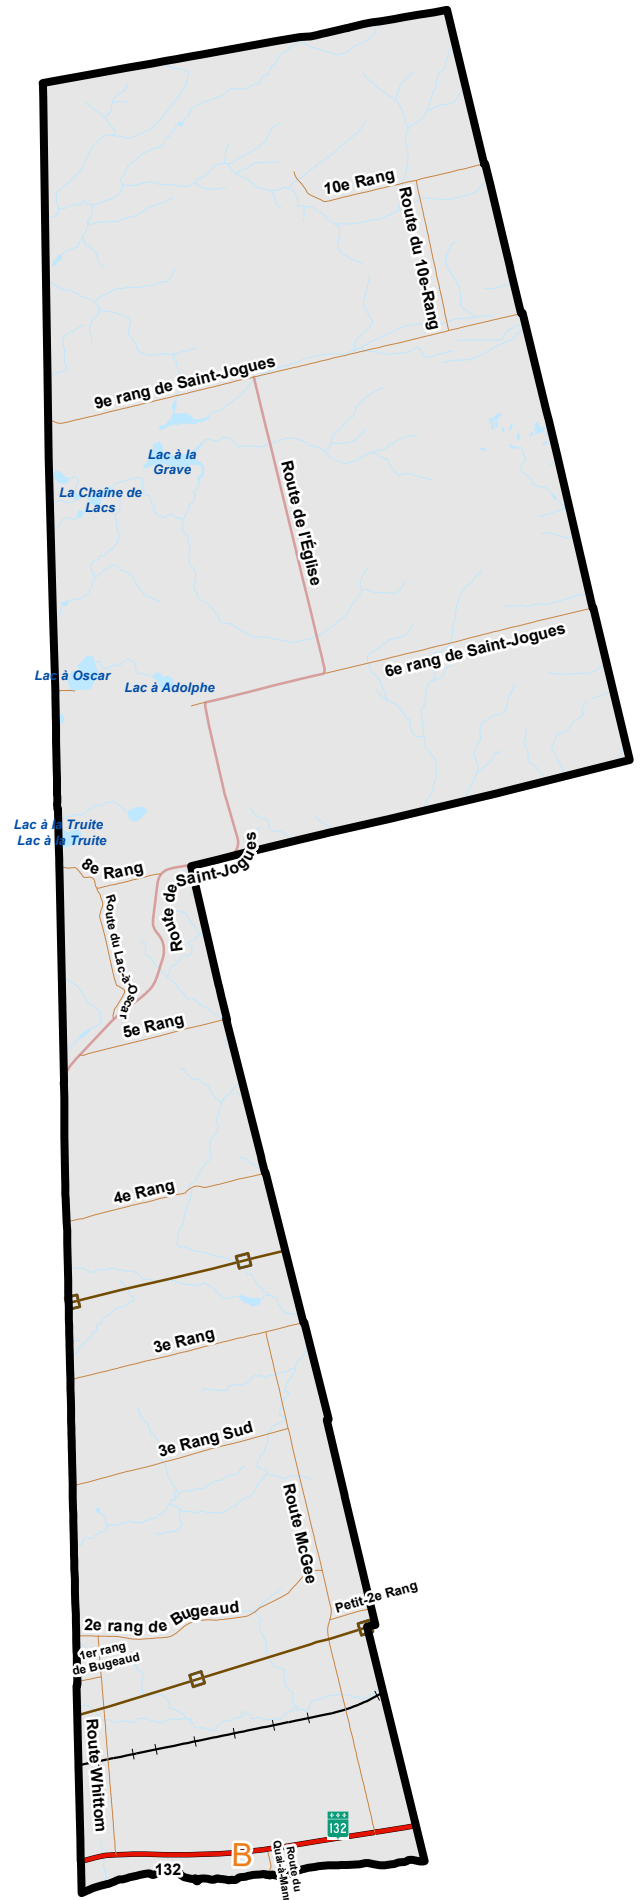 10e Rang
Route du 10e-Rang
9e rang de Saint-Jogues
Lac à la
Grave
La Chaîne de
Lacs
Route de l'Église
6e rang de Saint-Jogues
Lac à Oscar
Lac à Adolphe
Lac à la Truite
Lac à la Truite
8e Rang
Route de Saint-Jogues
Route du Lac-à-Oscar
5e Rang
4e Rang
3e Rang
3e Rang Sud
Route McGee
Petit-2e Rang
2e rang de Bugeaud
1er rang
de Bugeaud
Route Whittom
132
B
132
Route du